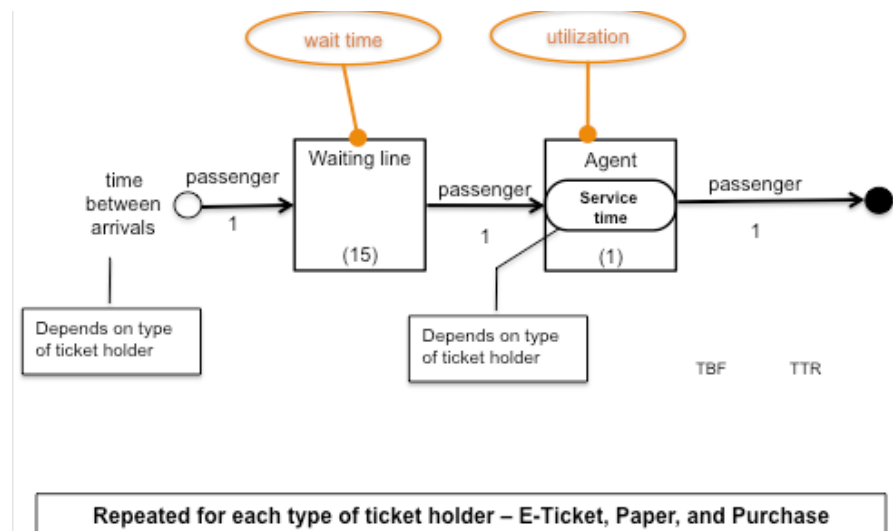 wait time
utilization
Waiting line
Agent
time
between
arrivals
passenger
1
passenger
1
Service
time
passenger
1
(15)
(1)
Depends on type
of ticket holder
Depends on type
of ticket holder
TBF
TTR
Repeated for each type of ticket holder – E-Ticket, Paper, and Purchase